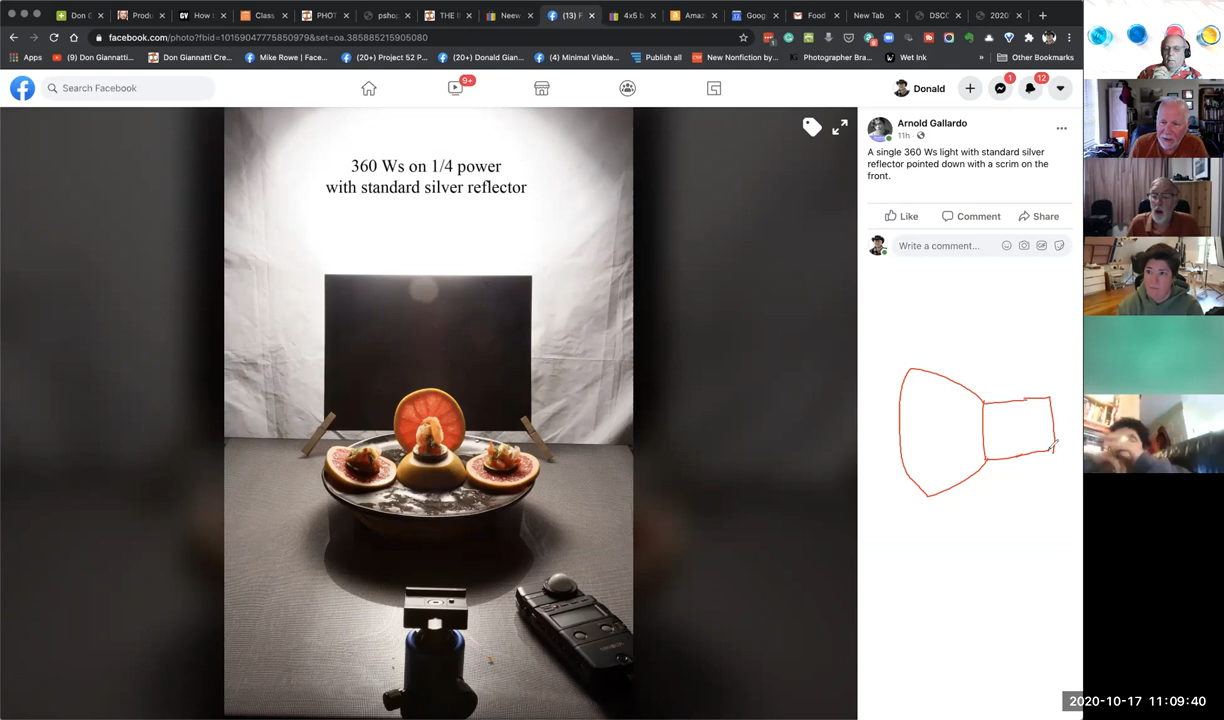 Don G
Produ
GV How t
Class
PHOT
pshop
THE II
Neew
(13) F
4x5 b
Amaz
Goog
Food
New Tab
DSCC
2020
facebook.com/photo?fbid=10159047775850979&set=oa.385885215905080
Apps
(9) Don Giannatti...
Don Giannatti Cre...
Mike Rowe | Face...
(20+) Project 52 P...
(20+) Donald Gian...
(4) Minimal Viable...
Publish all
New Nonfiction by...
Photographer Bra...
Wet Ink
»
Other Bookmarks
Search Facebook
9+
Donald
1
12
360 Ws on 1/4 power
with standard silver reflector
Arnold Gallardo
11h ·
A single 360 Ws light with standard silver
reflector pointed down with a scrim on the
front.
Like
Comment
Share
Write a comment...
2020-10-17 11:09:40